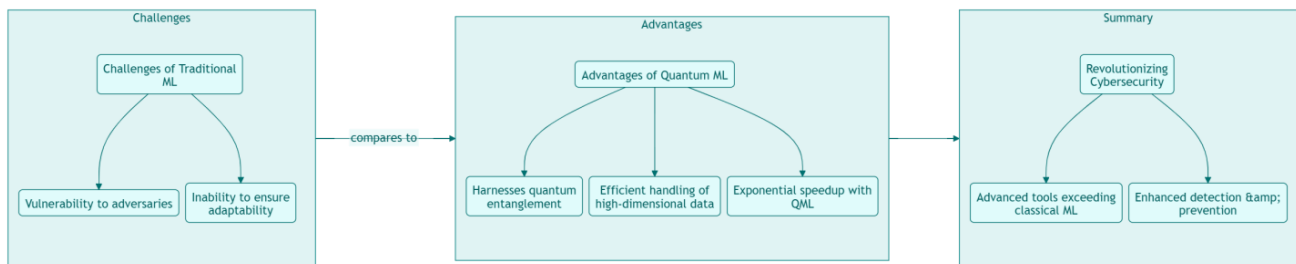 Challenges
Challenges of Traditional
ML
Vulnerability to adversaries
Inability to ensure
adaptability
compares to
Advantages
Advantages of Quantum ML
Harnesses quantum
entanglement
Efficient handling of
high-dimensional data
Exponential speedup with
QML
Summary
Revolutionizing
Cybersecurity
Advanced tools exceeding
classical ML
Enhanced detection &amp;
prevention